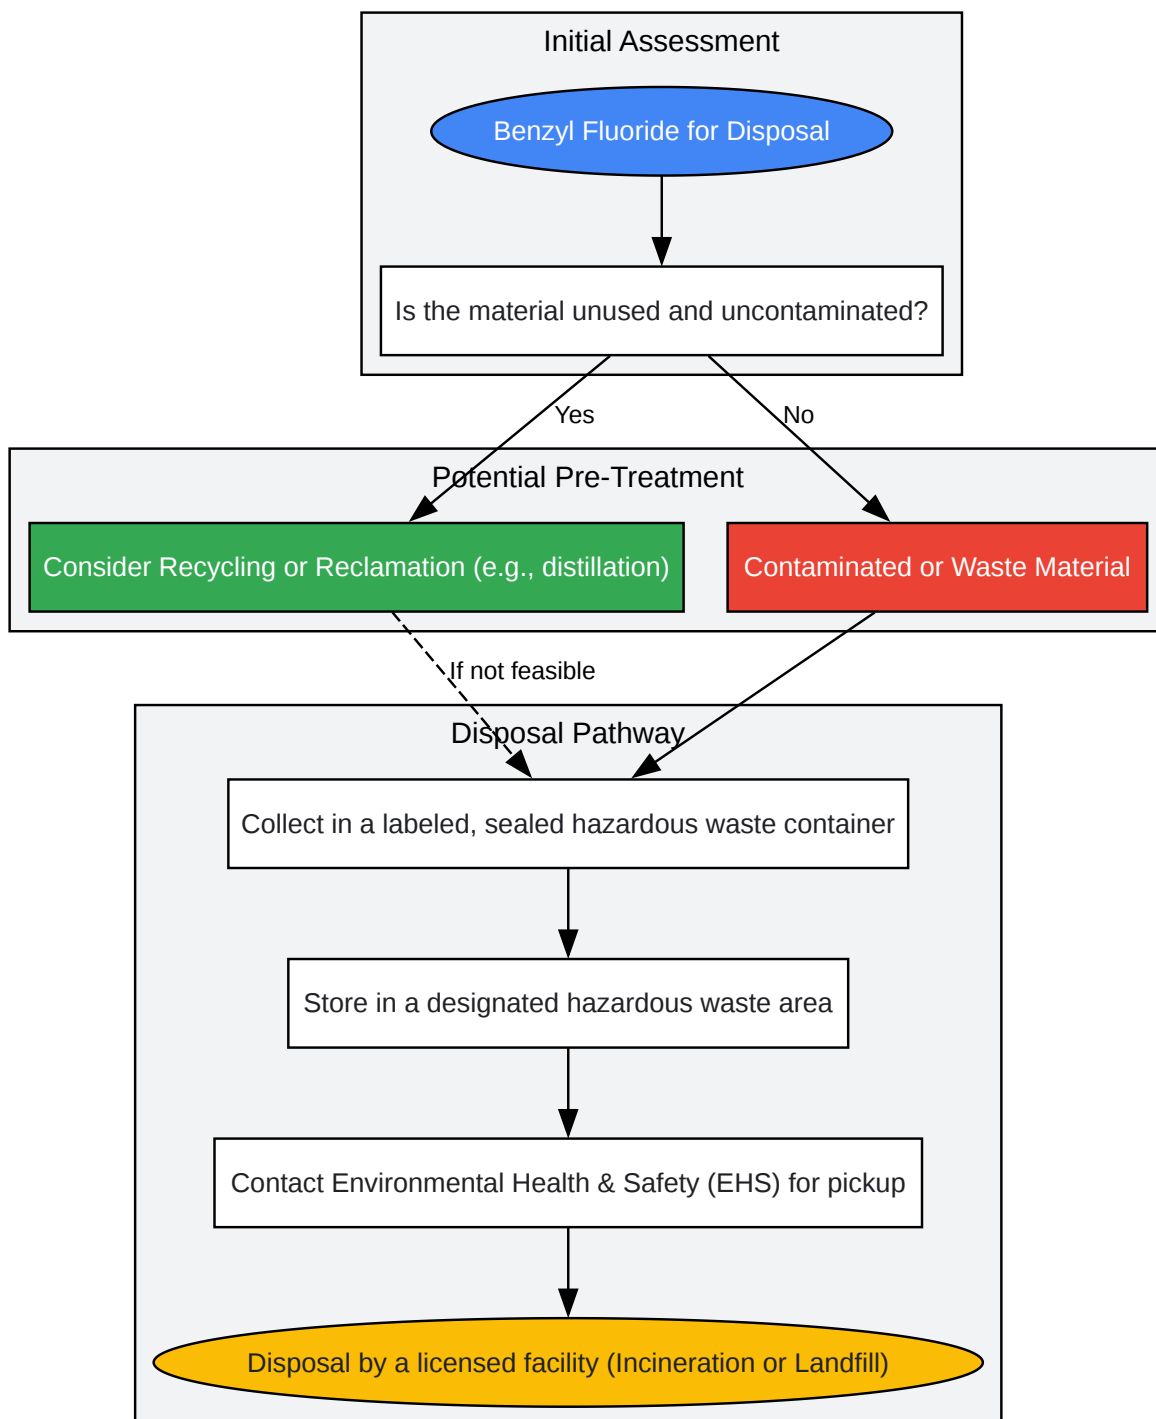 Initial Assessment
Benzyl Fluoride for Disposal
Is the material unused and uncontaminated?
Yes
No
Potential Pre-Treatment
Consider Recycling or Reclamation (e.g., distillation)
Contaminated or Waste Material
If not feasible
Disposal Pathway
Collect in a labeled, sealed hazardous waste container
Store in a designated hazardous waste area
Contact Environmental Health & Safety (EHS) for pickup
Disposal by a licensed facility (Incineration or Landfill)